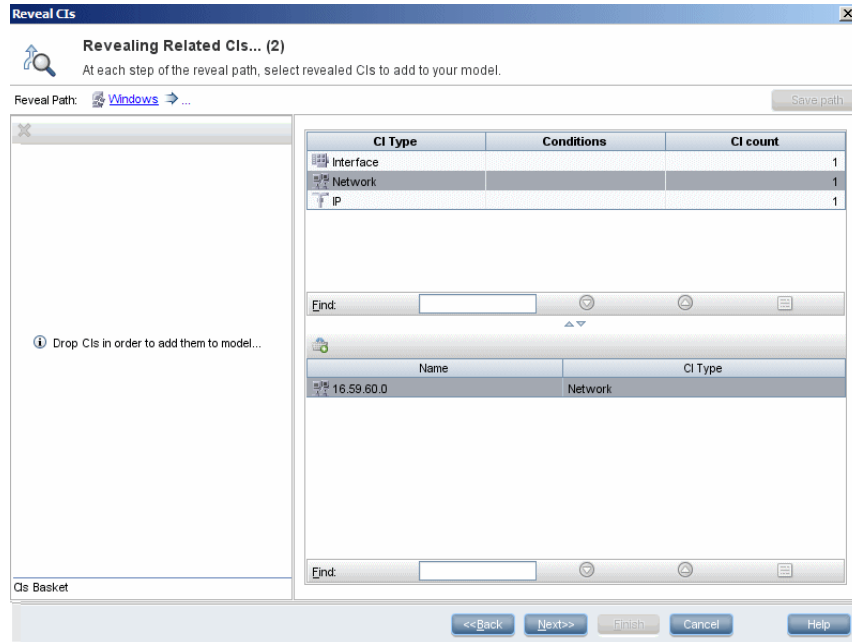 Reveal CIs
Revealing Related CIs... (2)
At each step of the reveal path, select revealed CIs to add to your model.
Reveal Path: Windows ...
Save path
CI Type Conditions CI count
Interface 1
Network 1
IP 1
Find:
Drop CIs in order to add them to model...
Name CI Type
16.59.60.0 Network
Find:
CIs Basket
<<Back Next>> Finish Cancel Help